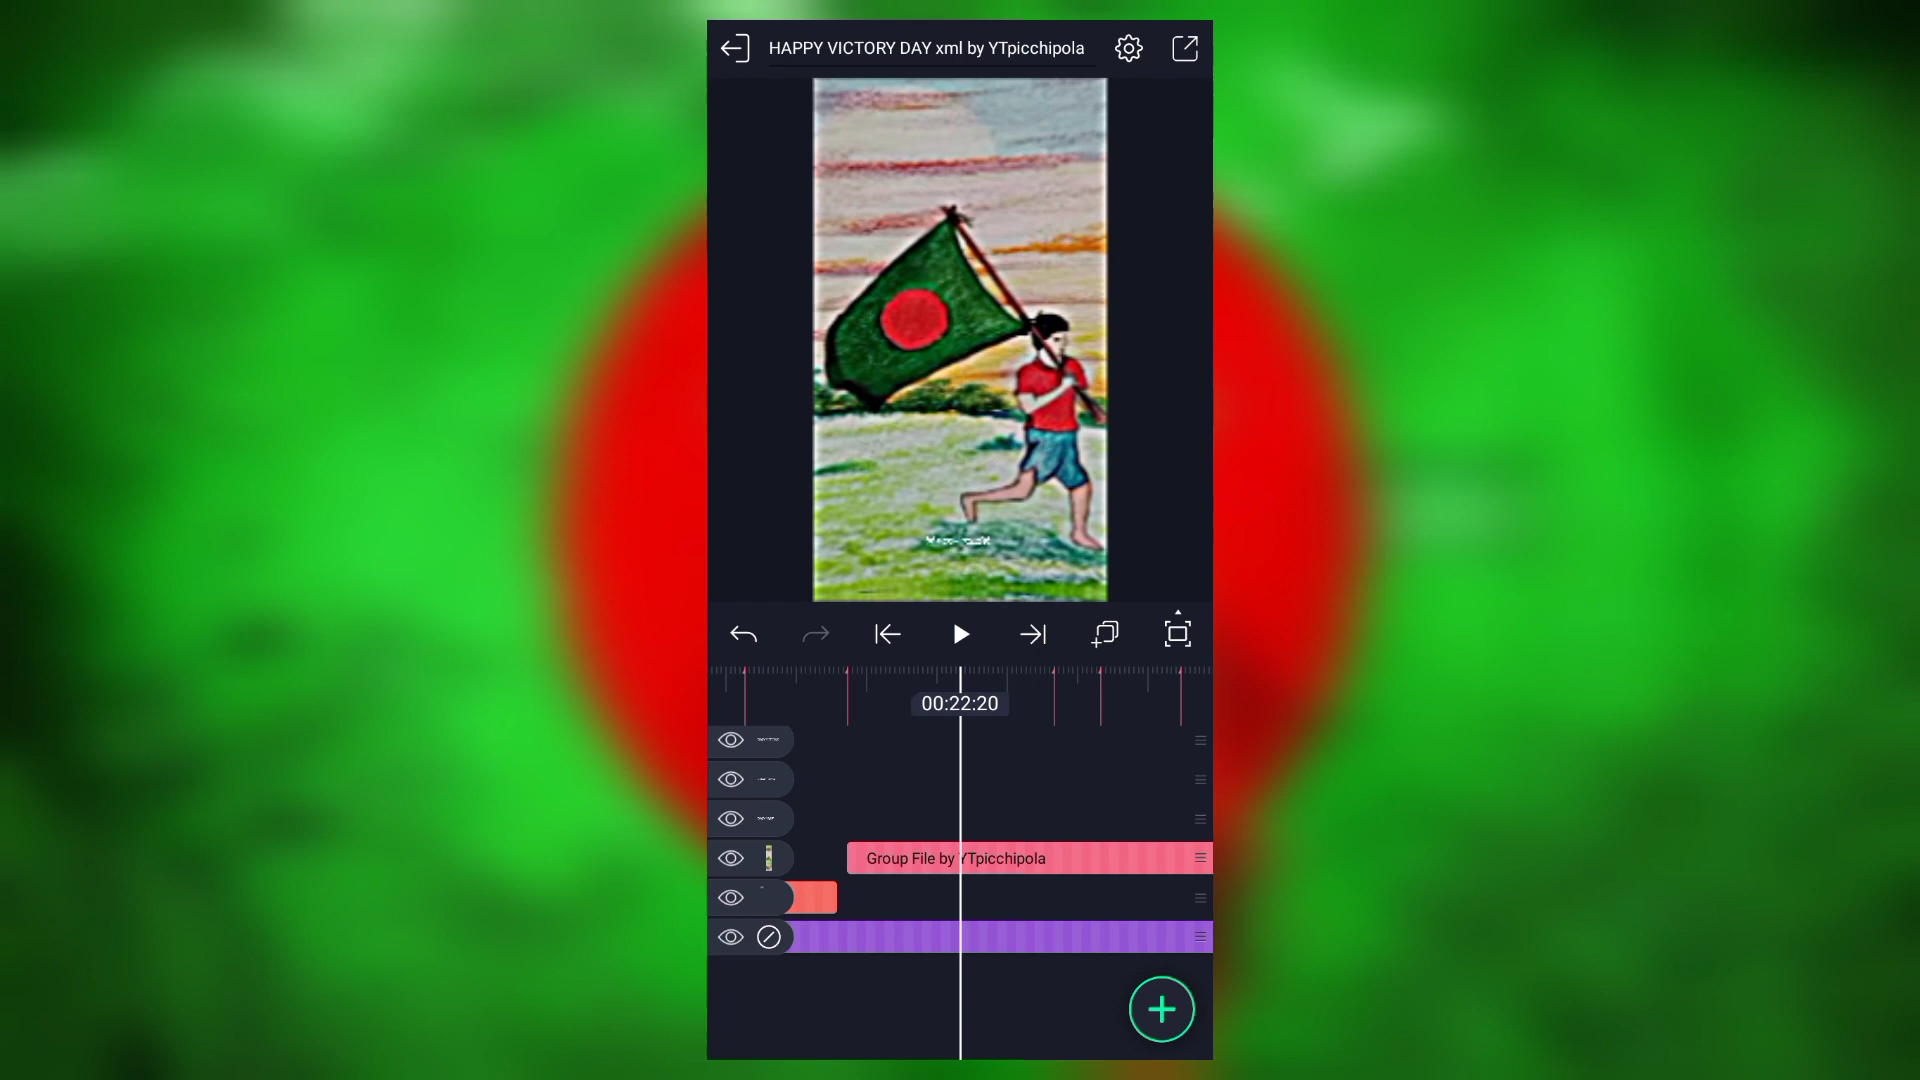 HAPPY VICTORY DAY xml by YTpicchipola
00:22:20
Group File by YTpicchipola